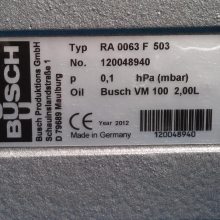 BUSCH
Busch Produktions GmbH
Schauinslandstraße 1
D 79689 Maulburg
Typ RA 0063 F 503
No. 120048940
p 0,1 hPa (mbar)
Oil Busch VM 100 2,00L
CE Year 2012
Made in Germany
120048940